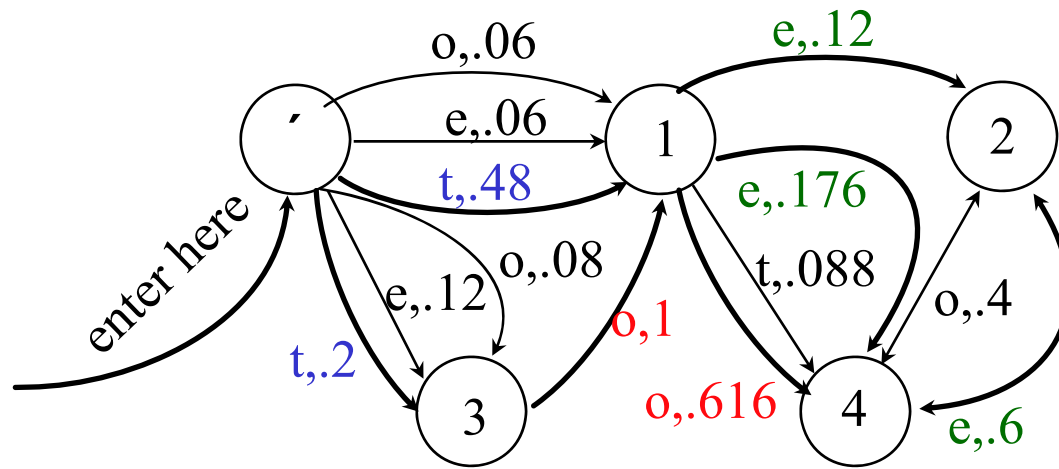 o,.06
e,.12
e,.06
´
1
2
t,.48
e,.176
enter here
o,.08
t,.088
e,.12
o,.4
o,1
t,.2
o,.616
3
4
e,.6